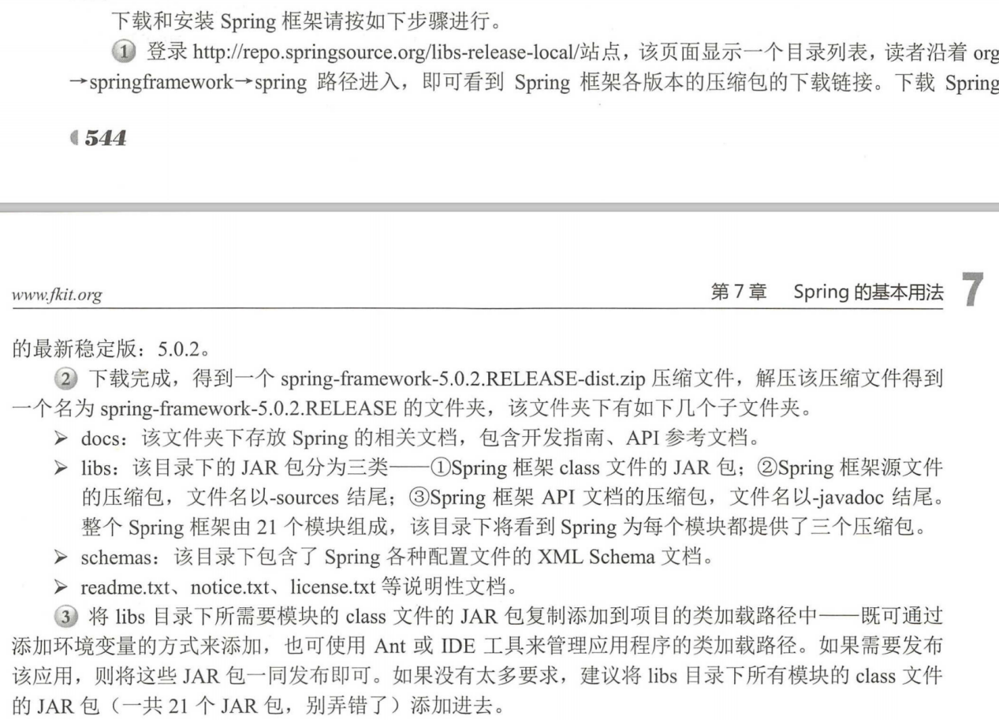 下载和安装 Spring 框架请按如下步骤进行。
① 登录 http://repo.springsource.org/libs-release-local/站点，该页面显示一个目录列表，读者沿着 org
→springframework→spring 路径进入，即可看到 Spring 框架各版本的压缩包的下载链接。下载 Spring
544
www.fkit.org
第 7 章 Spring 的基本用法 7
的最新稳定版：5.0.2。
② 下载完成，得到一个 spring-framework-5.0.2.RELEASE-dist.zip 压缩文件，解压该压缩文件得到
一个名为 spring-framework-5.0.2.RELEASE 的文件夹，该文件夹下有如下几个子文件夹。
➢ docs：该文件夹下存放 Spring 的相关文档，包含开发指南、API 参考文档。
➢ libs：该目录下的 JAR 包分为三类——①Spring 框架 class 文件的 JAR 包；②Spring 框架源文件
的压缩包，文件名以-sources 结尾；③Spring 框架 API 文档的压缩包，文件名以-javadoc 结尾。
整个 Spring 框架由 21 个模块组成，该目录下将看到 Spring 为每个模块都提供了三个压缩包。
➢ schemas：该目录下包含了 Spring 各种配置文件的 XML Schema 文档。
➢ readme.txt、notice.txt、license.txt 等说明性文档。
③ 将 libs 目录下所需要模块的 class 文件的 JAR 包复制添加到项目的类加载路径中——既可通过
添加环境变量的方式来添加，也可使用 Ant 或 IDE 工具来管理应用程序的类加载路径。如果需要发布
该应用，则将这些 JAR 包一同发布即可。如果没有太多要求，建议将 libs 目录下所有模块的 class 文件
的 JAR 包（一共 21 个 JAR 包，别弄错了）添加进去。